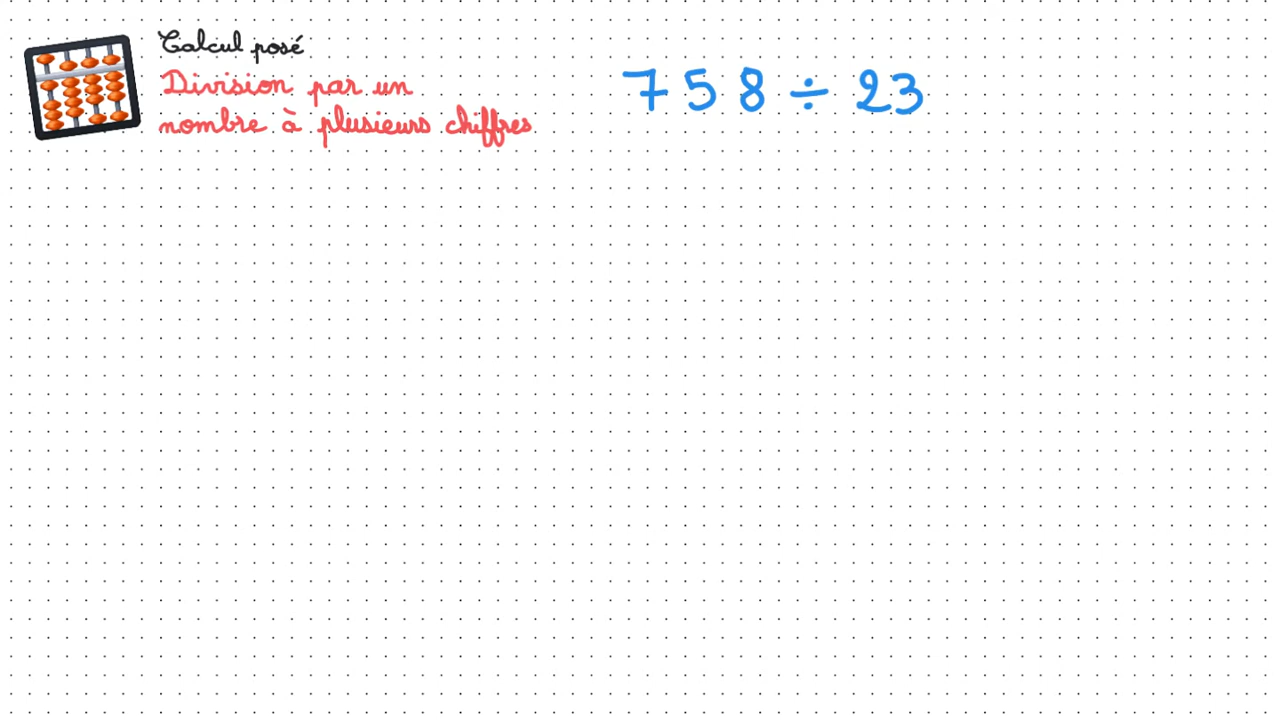 Calcul posé
Division par un
nombre à plusieurs chiffres
758 ÷ 23